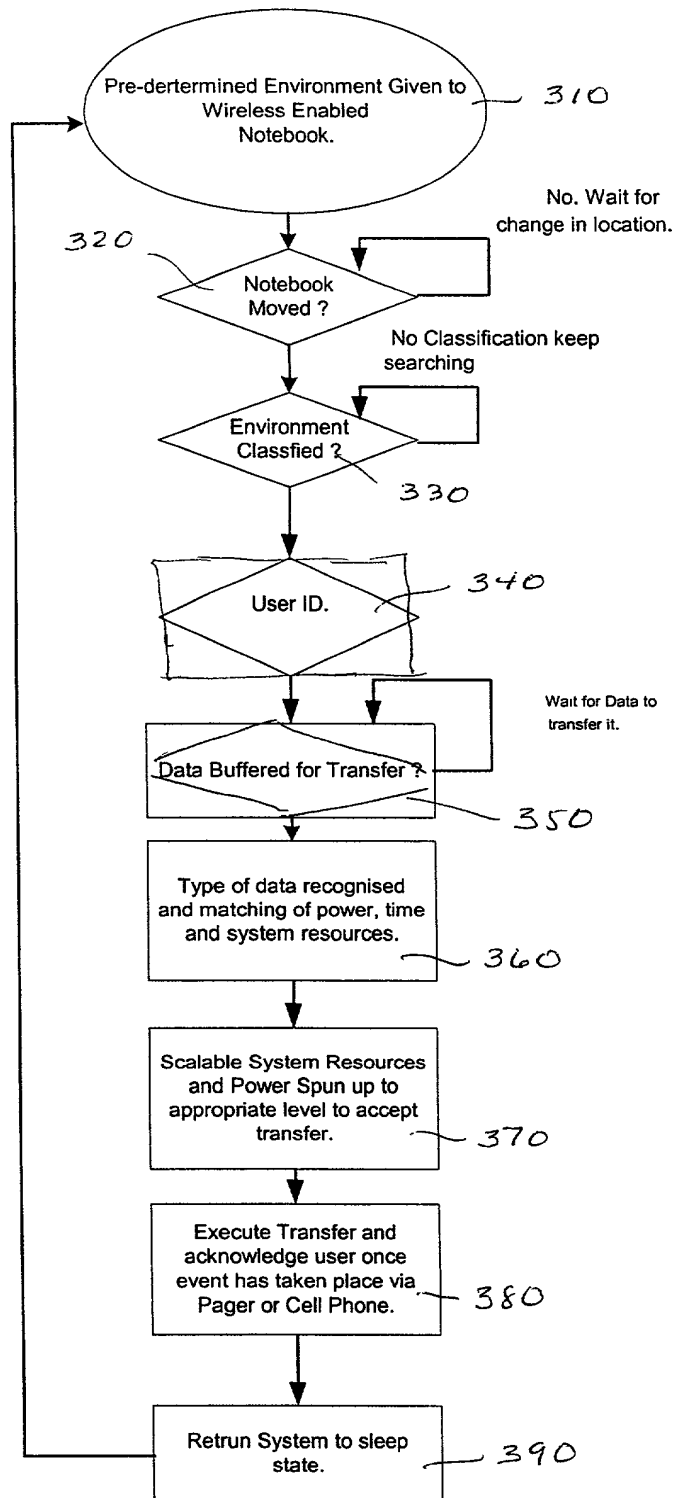 Pre-dertermined Environment Given to
Wireless Enabled
Notebook.
310
No. Wait for
change in location.
320
Notebook
Moved ?
No Classification keep
searching
Environment
Classfied ?
330
User ID.
340
Wait for Data to
transfer it.
Data Buffered for Transfer ?
350
Type of data recognised
and matching of power, time
and system resources.
360
Scalable System Resources
and Power Spun up to
appropriate level to accept
transfer.
370
Execute Transfer and
acknowledge user once
event has taken place via
Pager or Cell Phone.
380
Retrun System to sleep
state.
390